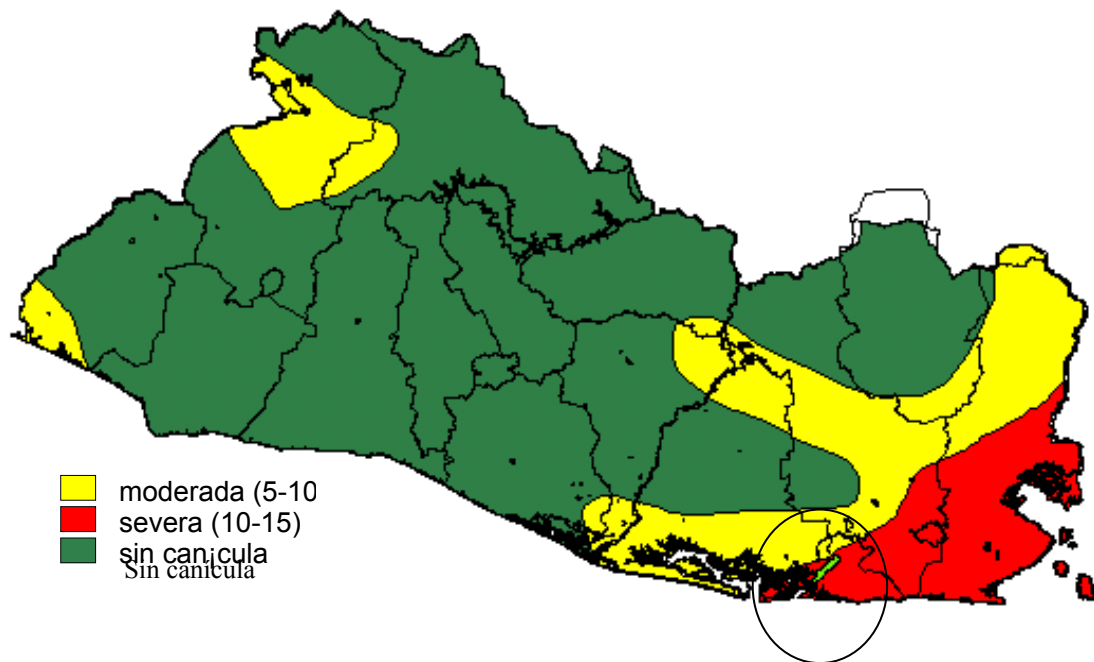 moderada (5-10
severa (10-15)
sin canicula
Sin canícula